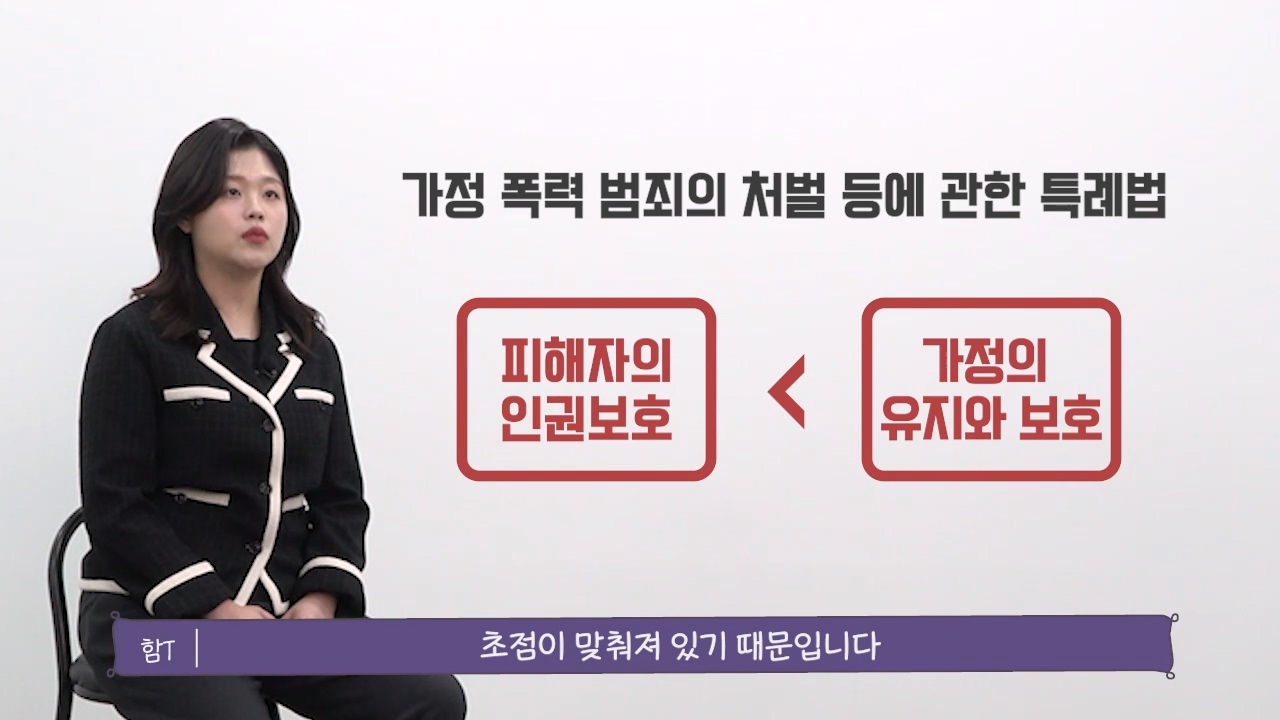 가정 폭력 범죄의 처벌 등에 관한 특례법
피해자의
인권보호
<
가정의
유지와 보호
함T
초점이 맞춰져 있기 때문입니다